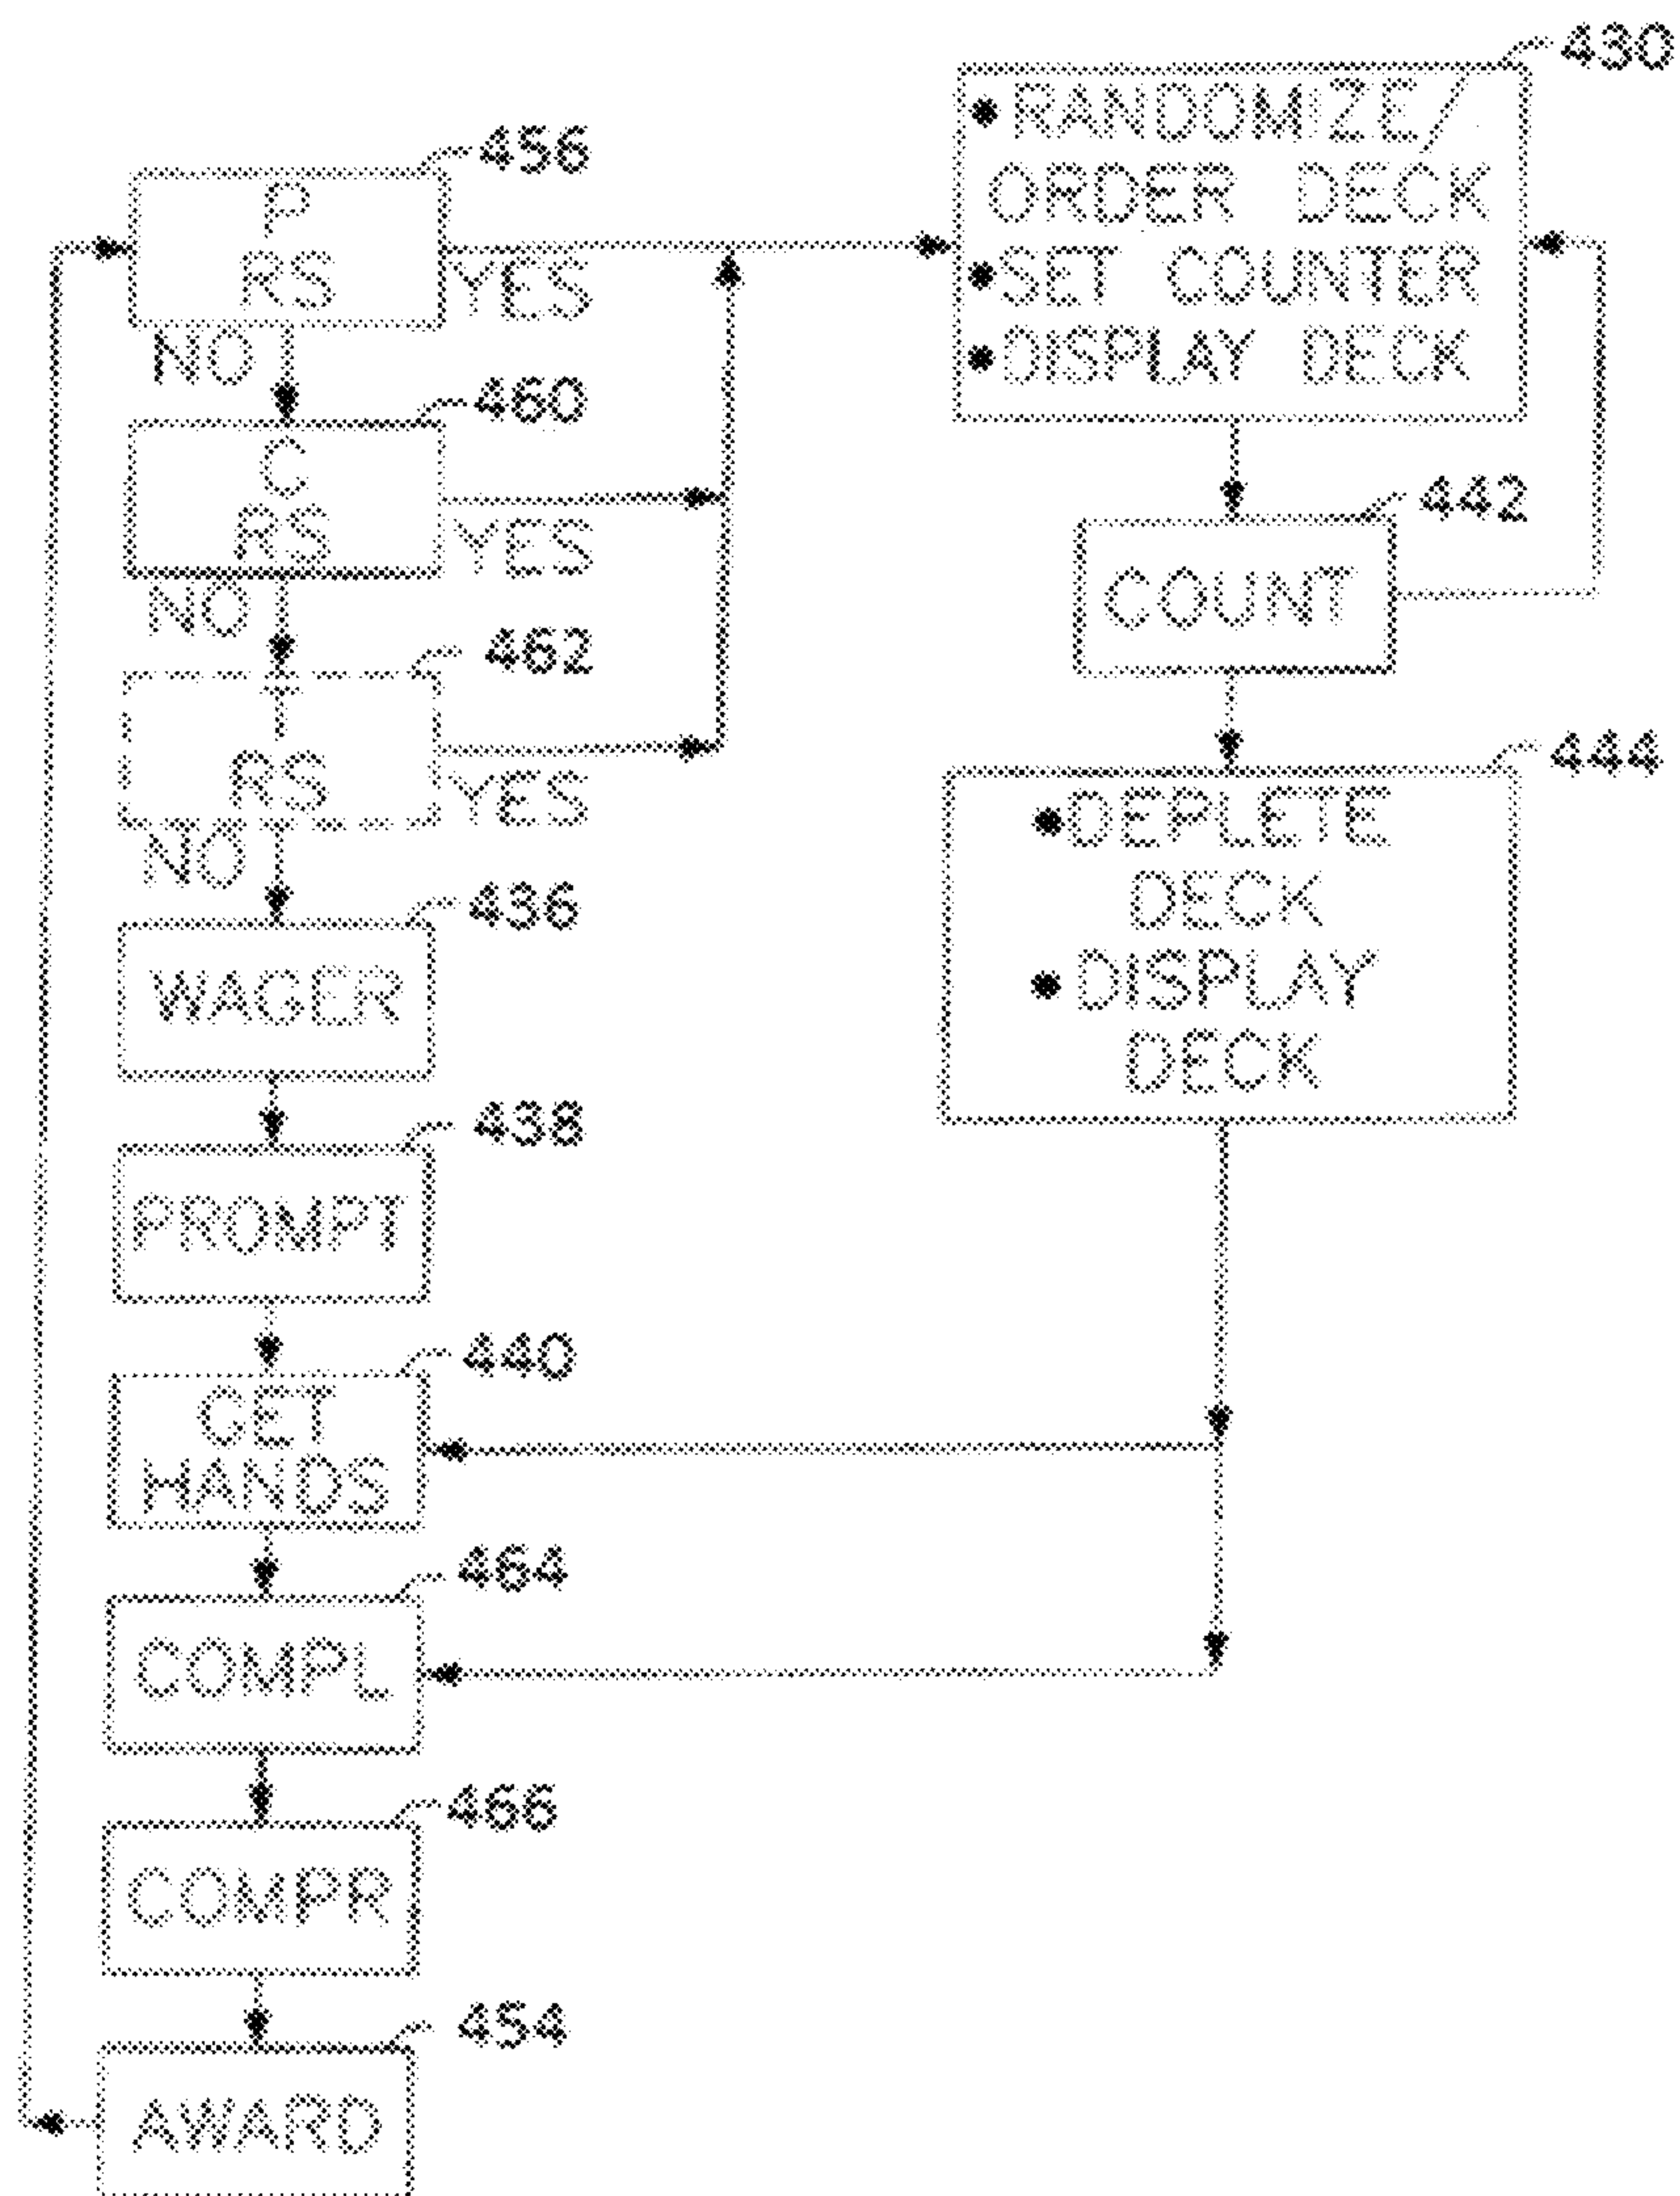 456
P
RS
YES
NO
460
C
RS
YES
NO
462
T
RS
YES
NO
436
WAGER
438
PROMPT
440
GET
HANDS
464
COMPL
466
COMPR
454
AWARD
430
•RANDOMIZE/
ORDER DECK
•SET COUNTER
•DISPLAY DECK
442
COUNT
444
•DEPLETE
DECK
•DISPLAY
DECK